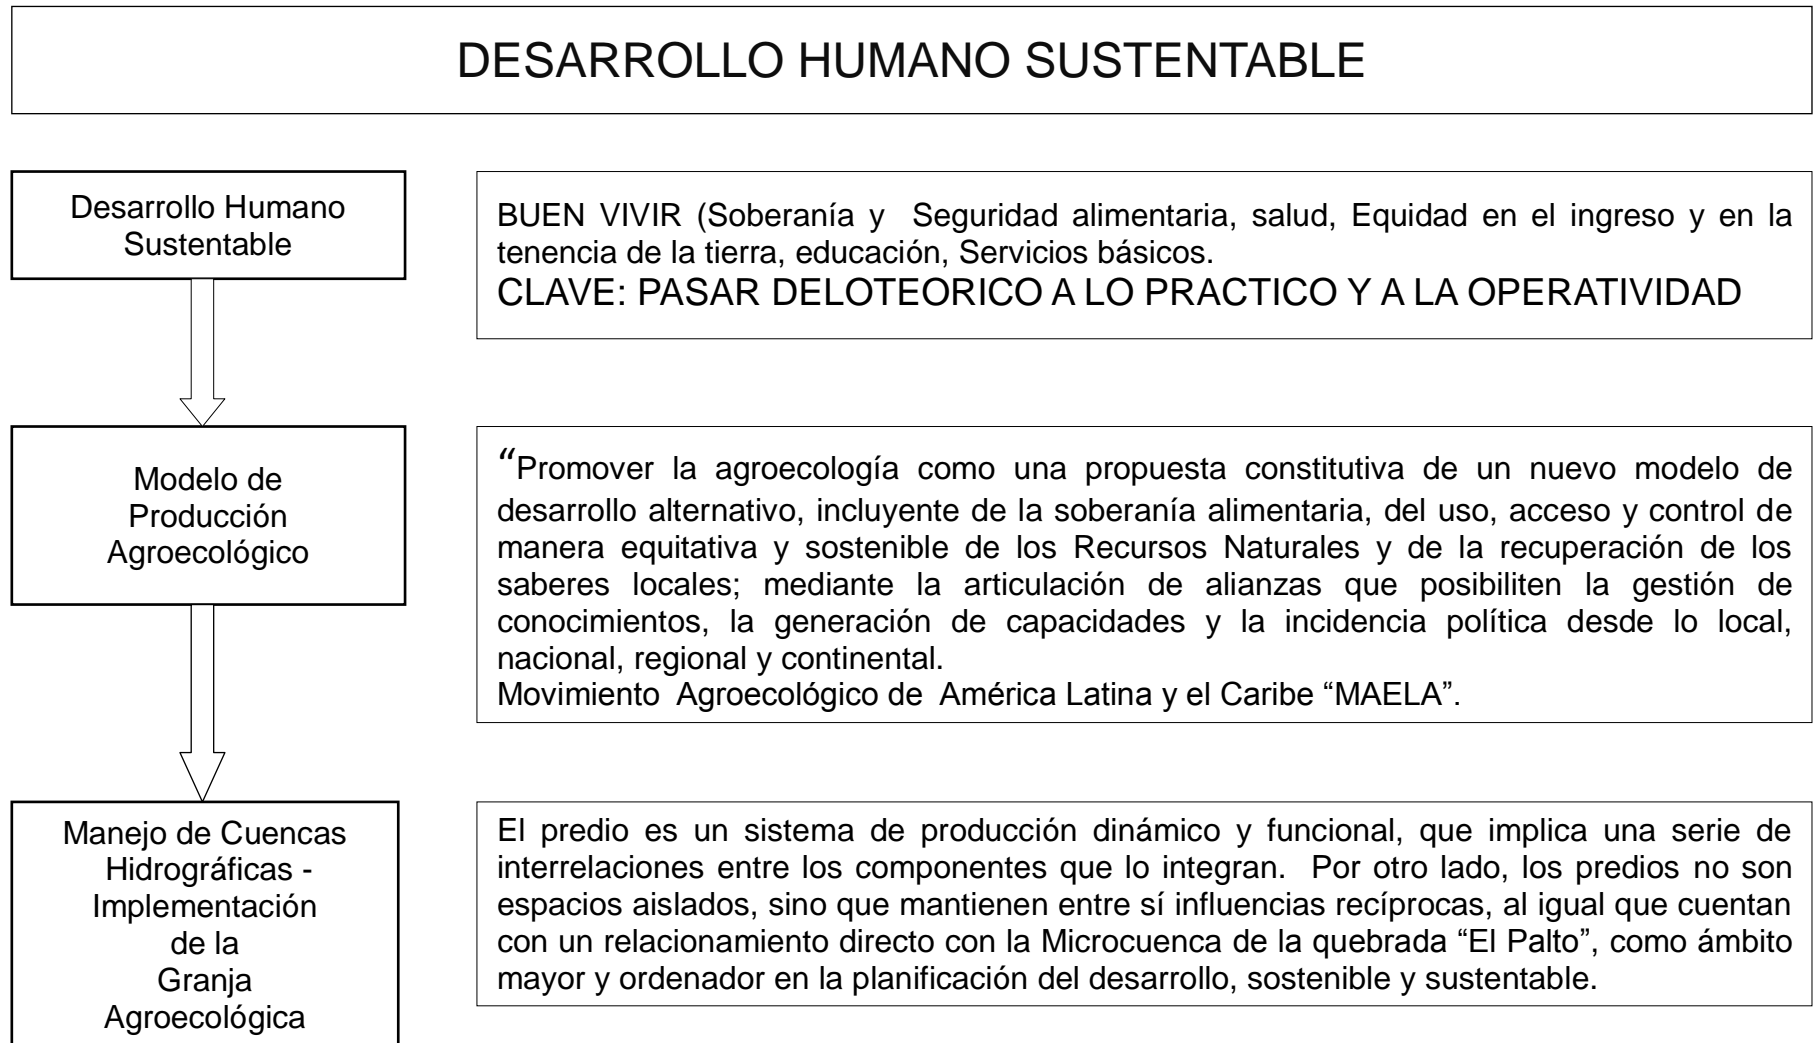 DESARROLLO HUMANO SUSTENTABLE
Desarrollo Humano
Sustentable
BUEN VIVIR (Soberanía y Seguridad alimentaria, salud, Equidad en el ingreso y en la
tenencia de la tierra, educación, Servicios básicos.
CLAVE: PASAR DELOTEORICO A LO PRACTICO Y A LA OPERATIVIDAD
Modelo de
Producción
Agroecológico
“Promover la agroecología como una propuesta constitutiva de un nuevo modelo de
desarrollo alternativo, incluyente de la soberanía alimentaria, del uso, acceso y control de
manera equitativa y sostenible de los Recursos Naturales y de la recuperación de los
saberes locales; mediante la articulación de alianzas que posibiliten la gestión de
conocimientos, la generación de capacidades y la incidencia política desde lo local,
nacional, regional y continental.
Movimiento Agroecológico de América Latina y el Caribe “MAELA”.
Manejo de Cuencas
Hidrográficas -
Implementación
de la
Granja
Agroecológica
El predio es un sistema de producción dinámico y funcional, que implica una serie de
interrelaciones entre los componentes que lo integran. Por otro lado, los predios no son
espacios aislados, sino que mantienen entre sí influencias recíprocas, al igual que cuentan
con un relacionamiento directo con la Microcuenca de la quebrada “El Palto”, como ámbito
mayor y ordenador en la planificación del desarrollo, sostenible y sustentable.